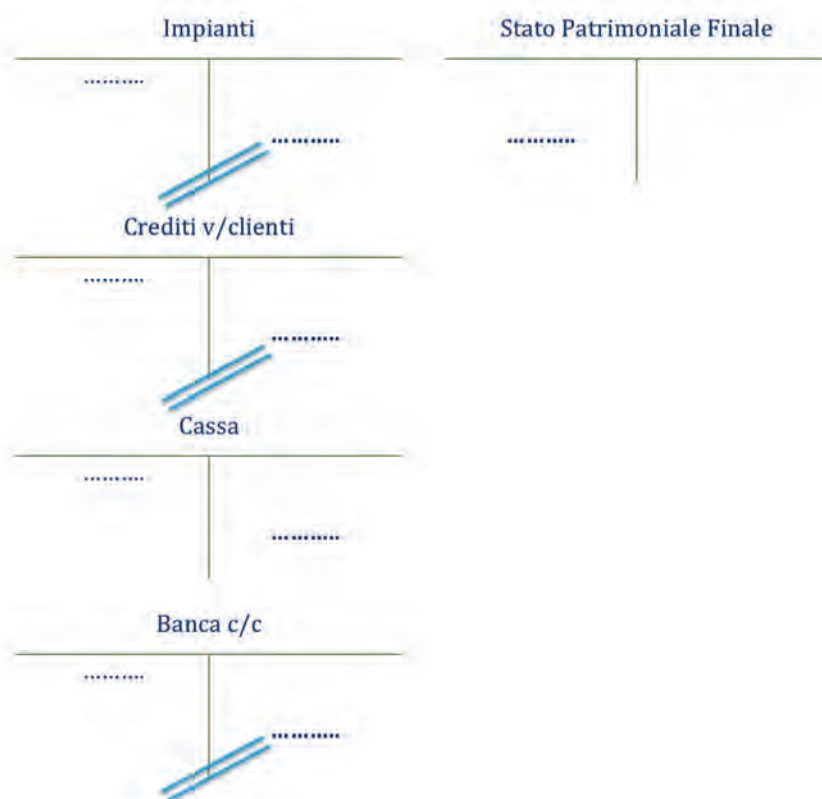 Impianti
Stato Patrimoniale Finale
..........
...........
...........
Crediti v/clienti
..........
...........
Cassa
..........
...........
Banca c/c
..........
...........